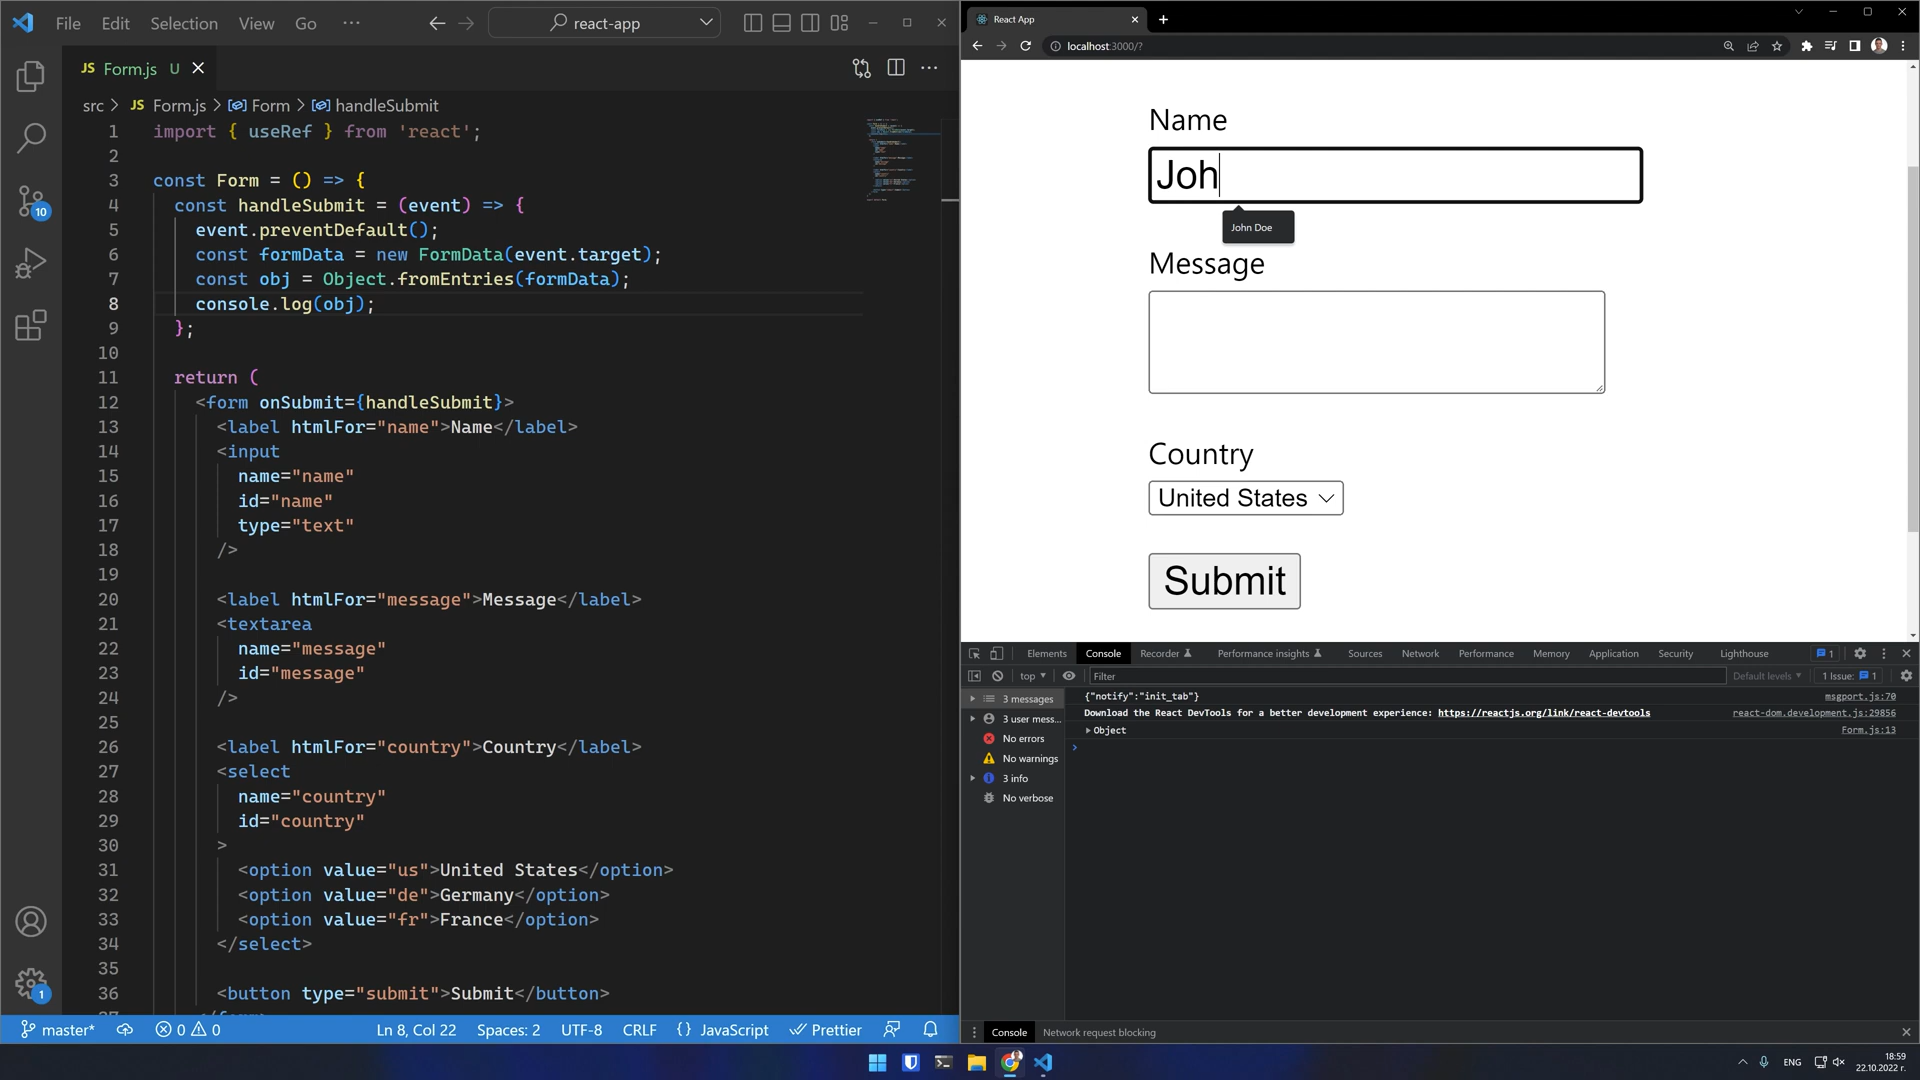 File Edit Selection View Go ··· react-app
JS Form.js U
src > JS Form.js > Form > handleSubmit
1 import { useRef } from 'react';
2
3 const Form = () => {
4 const handleSubmit = (event) => {
5 event.preventDefault();
6 const formData = new FormData(event.target);
7 const obj = Object.fromEntries(formData);
8 console.log(obj);
9 };
10
11 return (
12 <form onSubmit={handleSubmit}>
13 <label htmlFor="name">Name</label>
14 <input
15 name="name"
16 id="name"
17 type="text"
18 />
19
20 <label htmlFor="message">Message</label>
21 <textarea
22 name="message"
23 id="message"
24 />
25
26 <label htmlFor="country">Country</label>
27 <select
28 name="country"
29 id="country"
30 >
31 <option value="us">United States</option>
32 <option value="de">Germany</option>
33 <option value="fr">France</option>
34 </select>
35
36 <button type="submit">Submit</button>
10
1
master* 0 0 Ln 8, Col 22 Spaces: 2 UTF-8 CRLF {} JavaScript Prettier
React App
localhost:3000/?
Name
Joh
John Doe
Message
Country
United States
Submit
Elements Console Recorder Performance insights Sources Network Performance Memory Application Security Lighthouse 1
top Filter Default levels 1 Issue: 1
3 messages
3 user mess...
No errors
No warnings
3 info
No verbose
{"notify":"init_tab"} msgport.js:70
Download the React DevTools for a better development experience: https://reactjs.org/link/react-devtools react-dom.development.js:29856
Object Form.js:13
Console Network request blocking
ENG
18:59
22.10.2022 г.